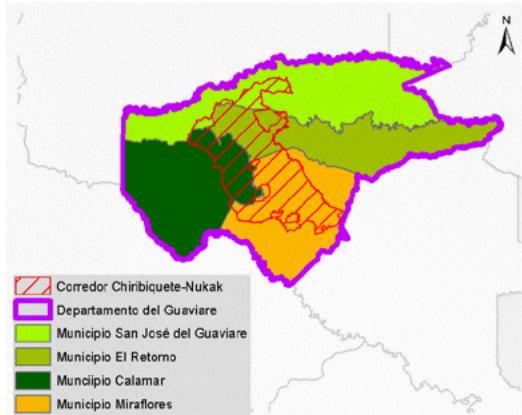 N
Corredor Chiribiquete-Nukak
Departamento del Guaviare
Municipio San José del Guaviare
Municipio El Retorno
Munciipio Calamar
Municipio Miraflores